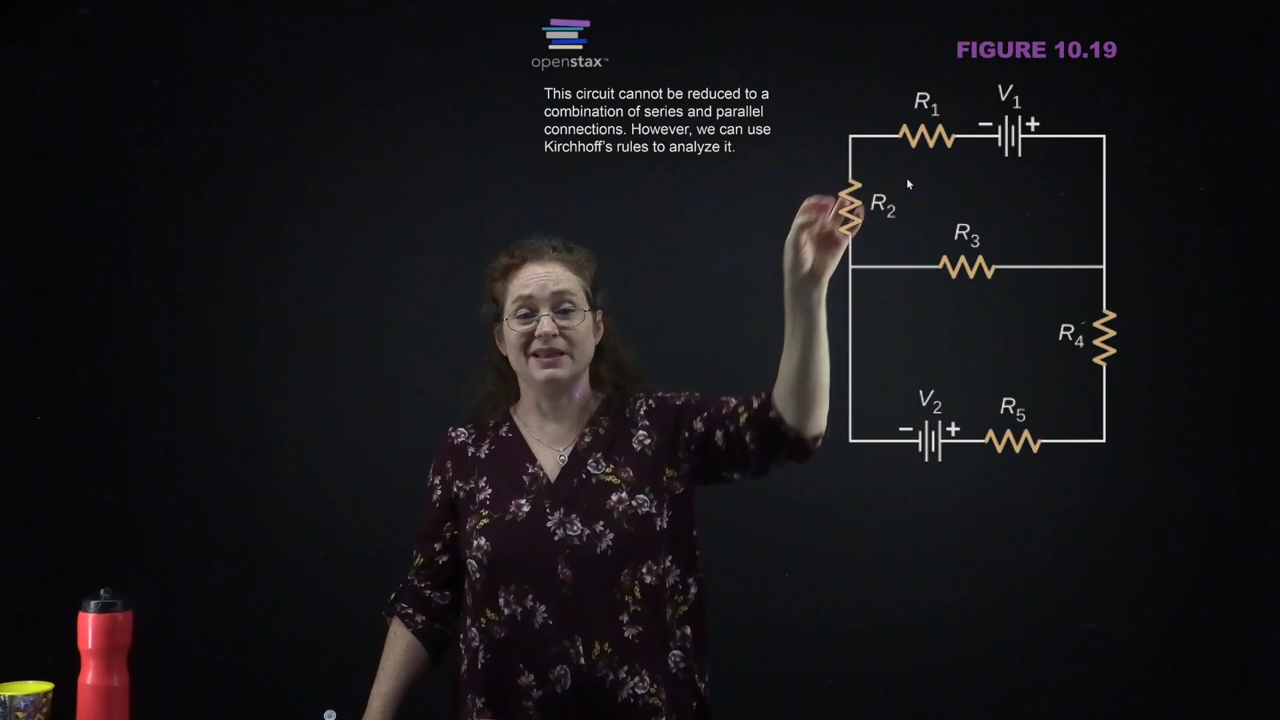 openstax™
FIGURE 10.19
This circuit cannot be reduced to a
combination of series and parallel
connections. However, we can use
Kirchhoff's rules to analyze it.
R1
V1
− +
R2
R3
R4
V2
− +
R5